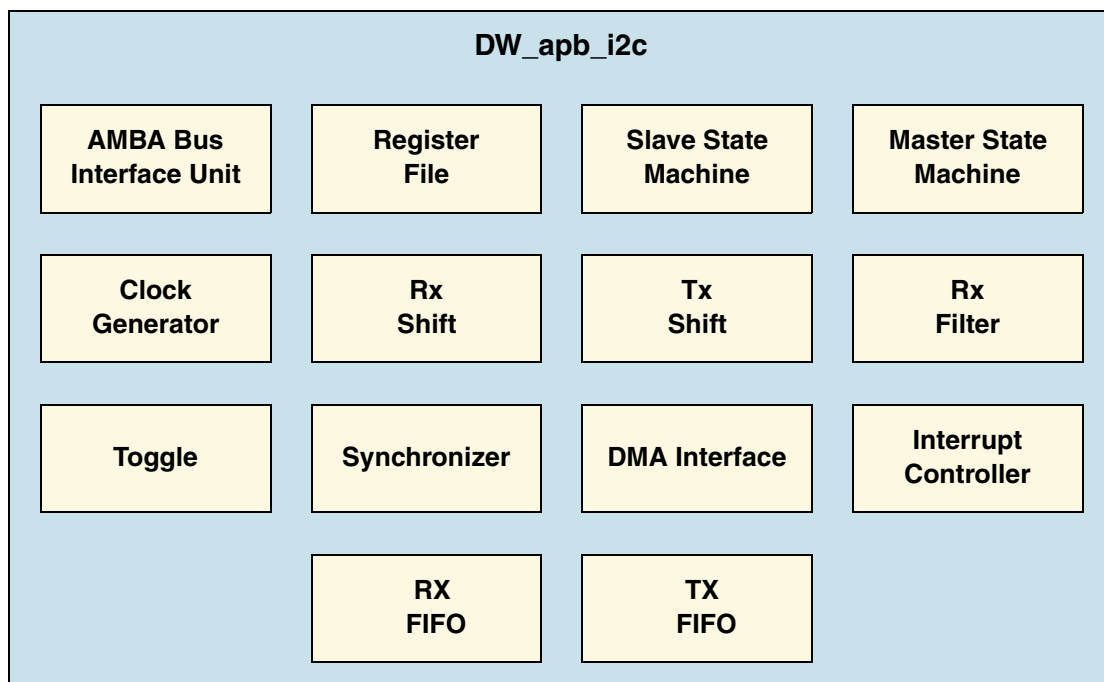 DW_apb_i2c
AMBA Bus
Interface Unit
Register
File
Slave State
Machine
Master State
Machine
Clock
Generator
Rx
Shift
Tx
Shift
Rx
Filter
Toggle
Synchronizer
DMA Interface
Interrupt
Controller
RX
FIFO
TX
FIFO